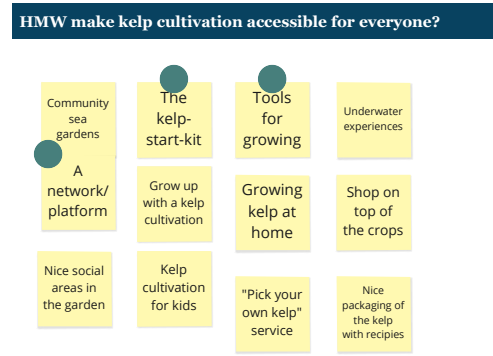 HMW make kelp cultivation accessible for everyone?
Community
sea
gardens
The
kelp-
start-kit
Tools
for
growing
Underwater
experiences
A
network/
platform
Grow up
with a kelp
cultivation
Growing
kelp at
home
Shop on
top of
the crops
Nice social
areas in
the garden
Kelp
cultivation
for kids
"Pick your
own kelp"
service
Nice
packaging of
the kelp
with recipies